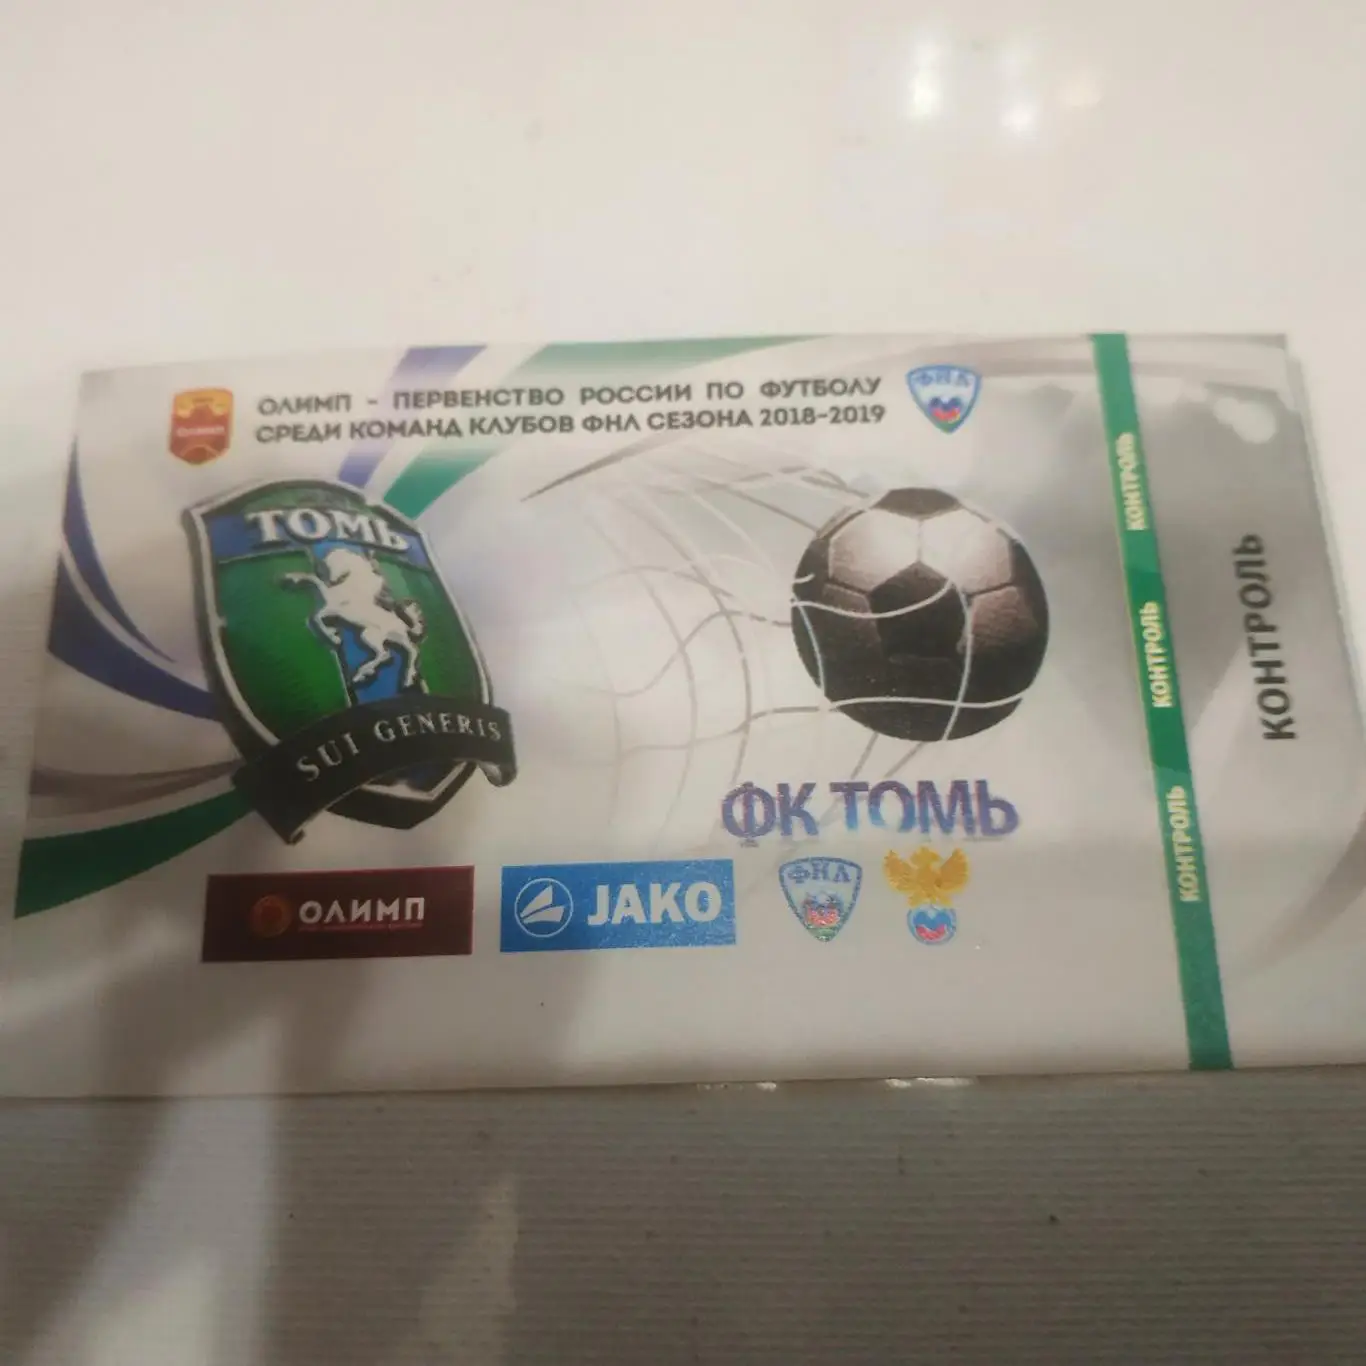 ОЛИМП - ПЕРВЕНСТВО РОССИИ ПО ФУТБОЛУ
СРЕДИ КОМАНД КЛУБОВ ФНЛ СЕЗОНА 2018-2019
ОЛИМП
ФНЛ
ТОМЬ
SUI GENERIS
ФК ТОМЬ
ОЛИМП
JAKO
ФНЛ
КОНТРОЛЬ
КОНТРОЛЬ
КОНТРОЛЬ
КОНТРОЛЬ